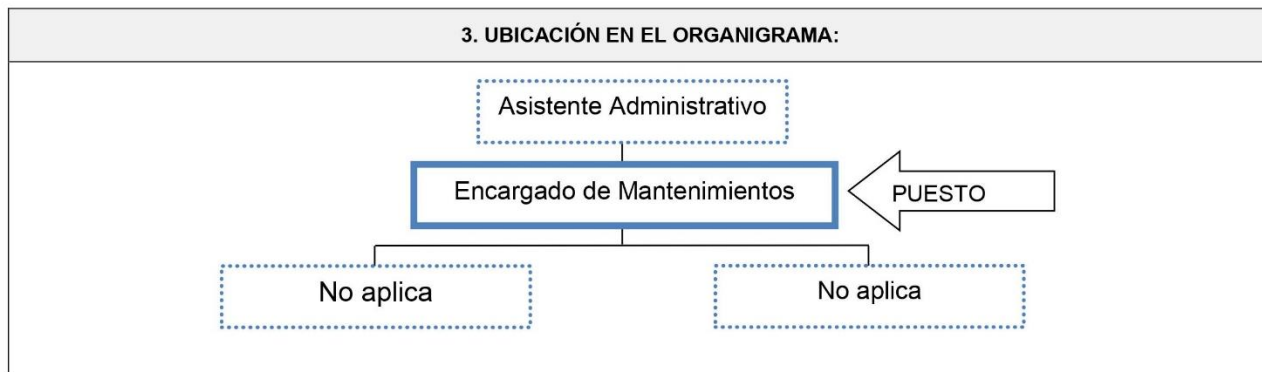 3. UBICACIÓN EN EL ORGANIGRAMA:
Asistente Administrativo
Encargado de Mantenimientos
PUESTO
No aplica
No aplica